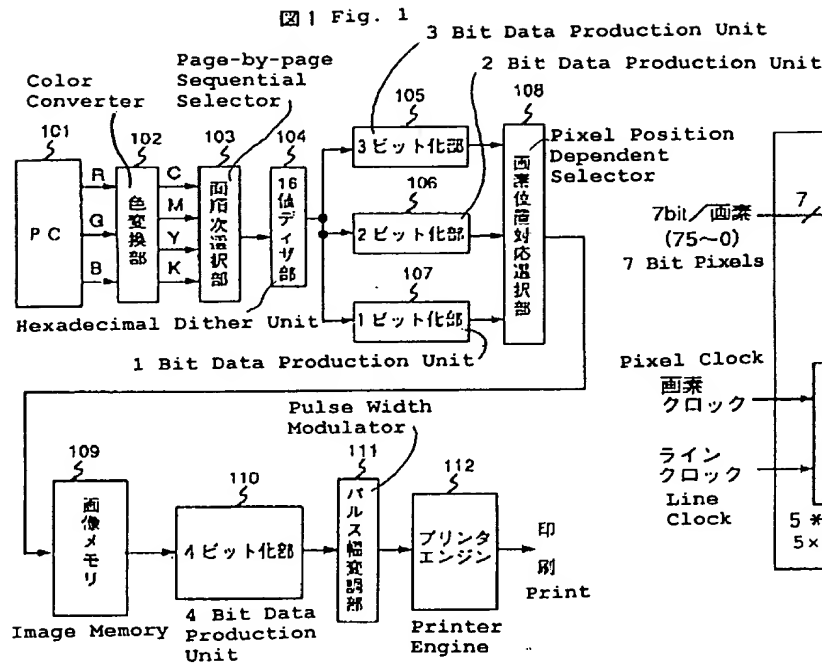 図1 Fig. 1
3 Bit Data Production Unit
2 Bit Data Production Unit
Page-by-page
Sequential
Selector
Color
Converter
101
102
103
104
105
108
Pixel Position
Dependent
Selector
PC
R
G
B
色変換部
C
M
Y
K
面順次選択部
16値ディザ部
3ビット化部
106
2ビット化部
107
1ビット化部
画素位置対応選択部
Hexadecimal Dither Unit
1 Bit Data Production Unit
7bit/画素
(75~0)
7 Bit Pixels
7
Pixel Clock
画素
クロック
ライン
クロック
Line
Clock
5 *
5×
Pulse Width
Modulator
109
110
111
112
画像メモリ
4ビット化部
パルス幅変調部
プリンタ
エンジン
印
刷
Print
Image Memory
4 Bit Data
Production
Unit
Printer
Engine